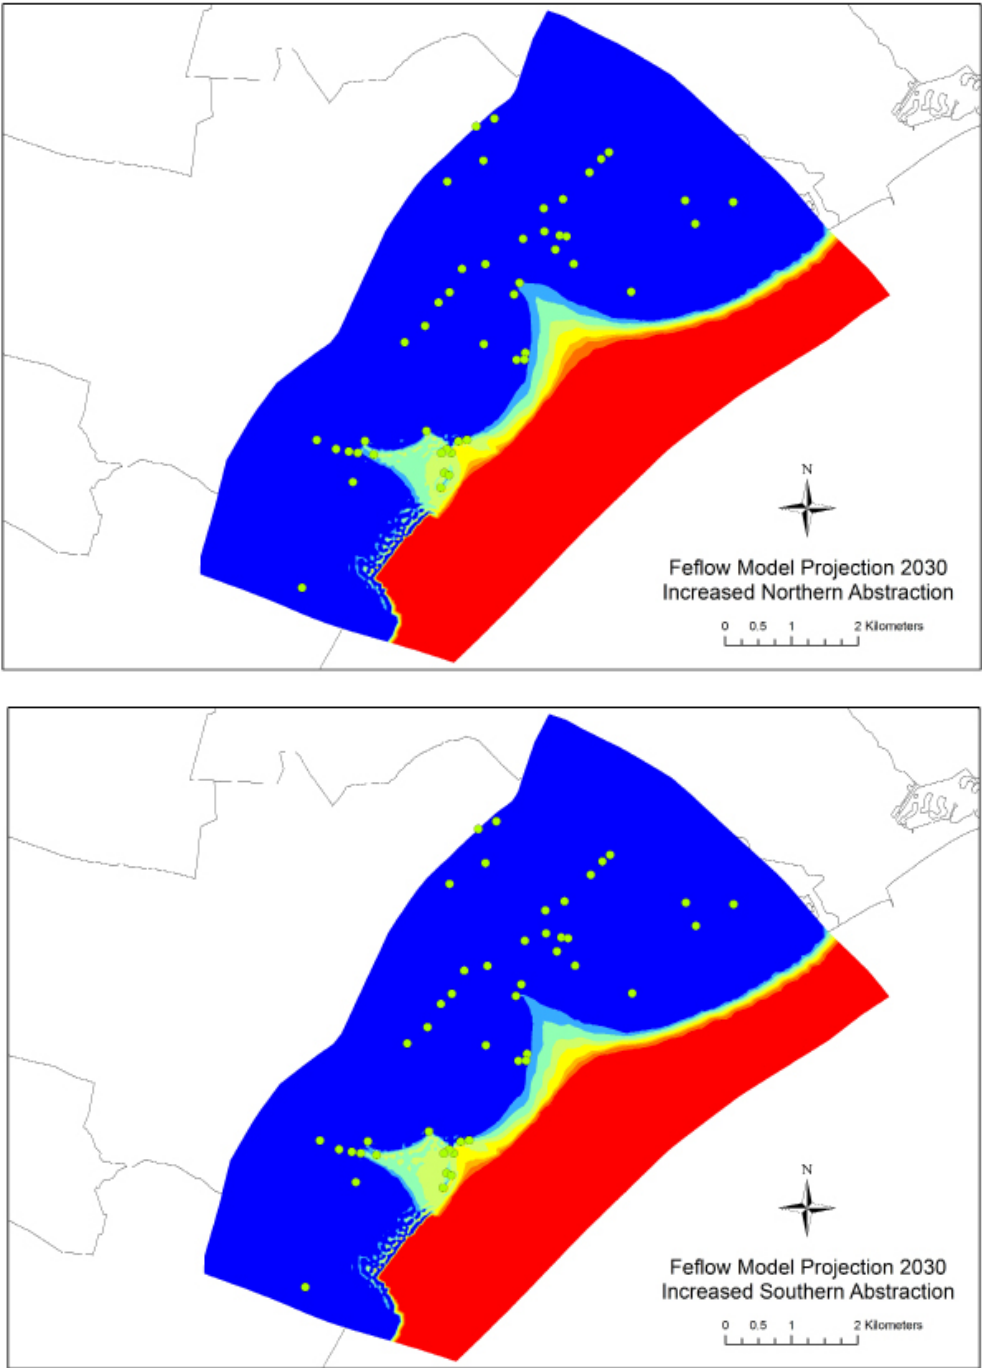 N
Feflow Model Projection 2030
Increased Northern Abstraction
0 0.5 1 2 Kilometers
N
Feflow Model Projection 2030
Increased Southern Abstraction
0 0.5 1 2 Kilometers